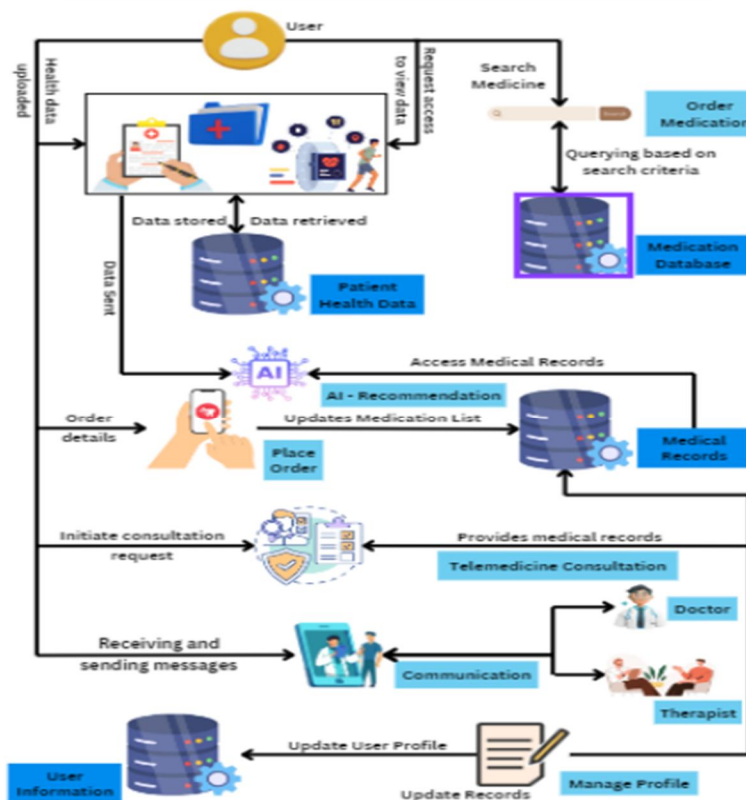 User
Health data
uploaded
Request access
to view data
Search
Medicine
Search
Order
Medication
Querying based on
search criteria
Data stored
Data retrieved
Medication
Database
Data Sent
Patient
Health Data
AI
Access Medical Records
AI - Recommendation
Order
details
Updates Medication List
Place
Order
Medical
Records
Initiate consultation
request
Provides medical records
Telemedicine Consultation
Doctor
Receiving and
sending messages
Communication
Therapist
Update User Profile
User
Information
Update Records
Manage Profile